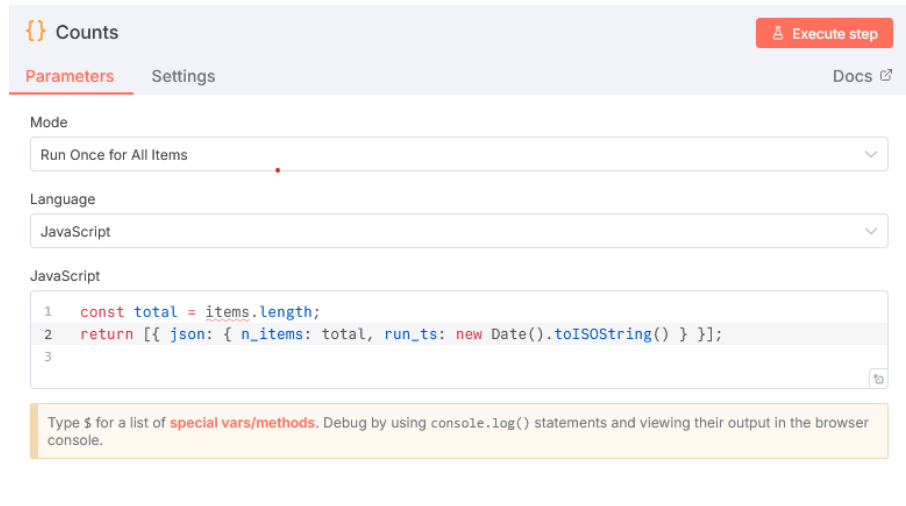 {} Counts
Execute step
Parameters Settings Docs
Mode
Run Once for All Items
Language
JavaScript
JavaScript
1 const total = items.length;
2 return [{ json: { n_items: total, run_ts: new Date().toISOString() } }];
3
Type $ for a list of special vars/methods. Debug by using console.log() statements and viewing their output in the browser
console.